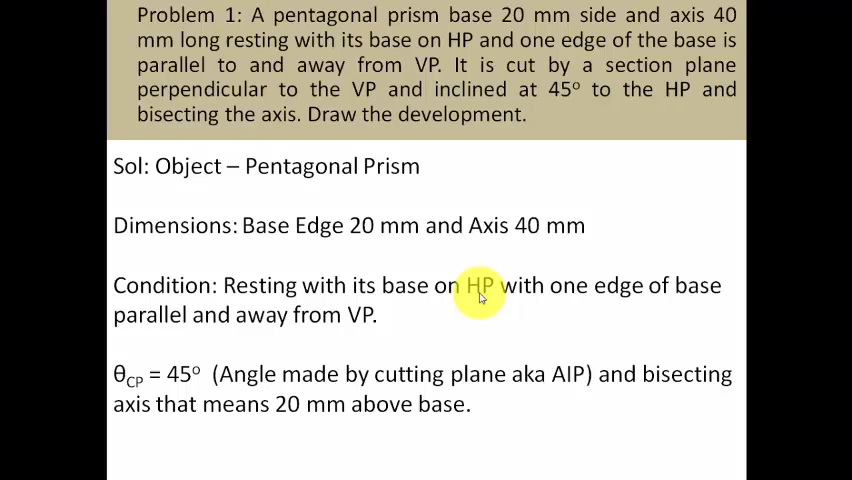 Problem 1: A pentagonal prism base 20 mm side and axis 40
mm long resting with its base on HP and one edge of the base is
parallel to and away from VP. It is cut by a section plane
perpendicular to the VP and inclined at 45º to the HP and
bisecting the axis. Draw the development.
Sol: Object – Pentagonal Prism
Dimensions: Base Edge 20 mm and Axis 40 mm
Condition: Resting with its base on HP with one edge of base
parallel and away from VP.
θCP = 45º (Angle made by cutting plane aka AIP) and bisecting
axis that means 20 mm above base.